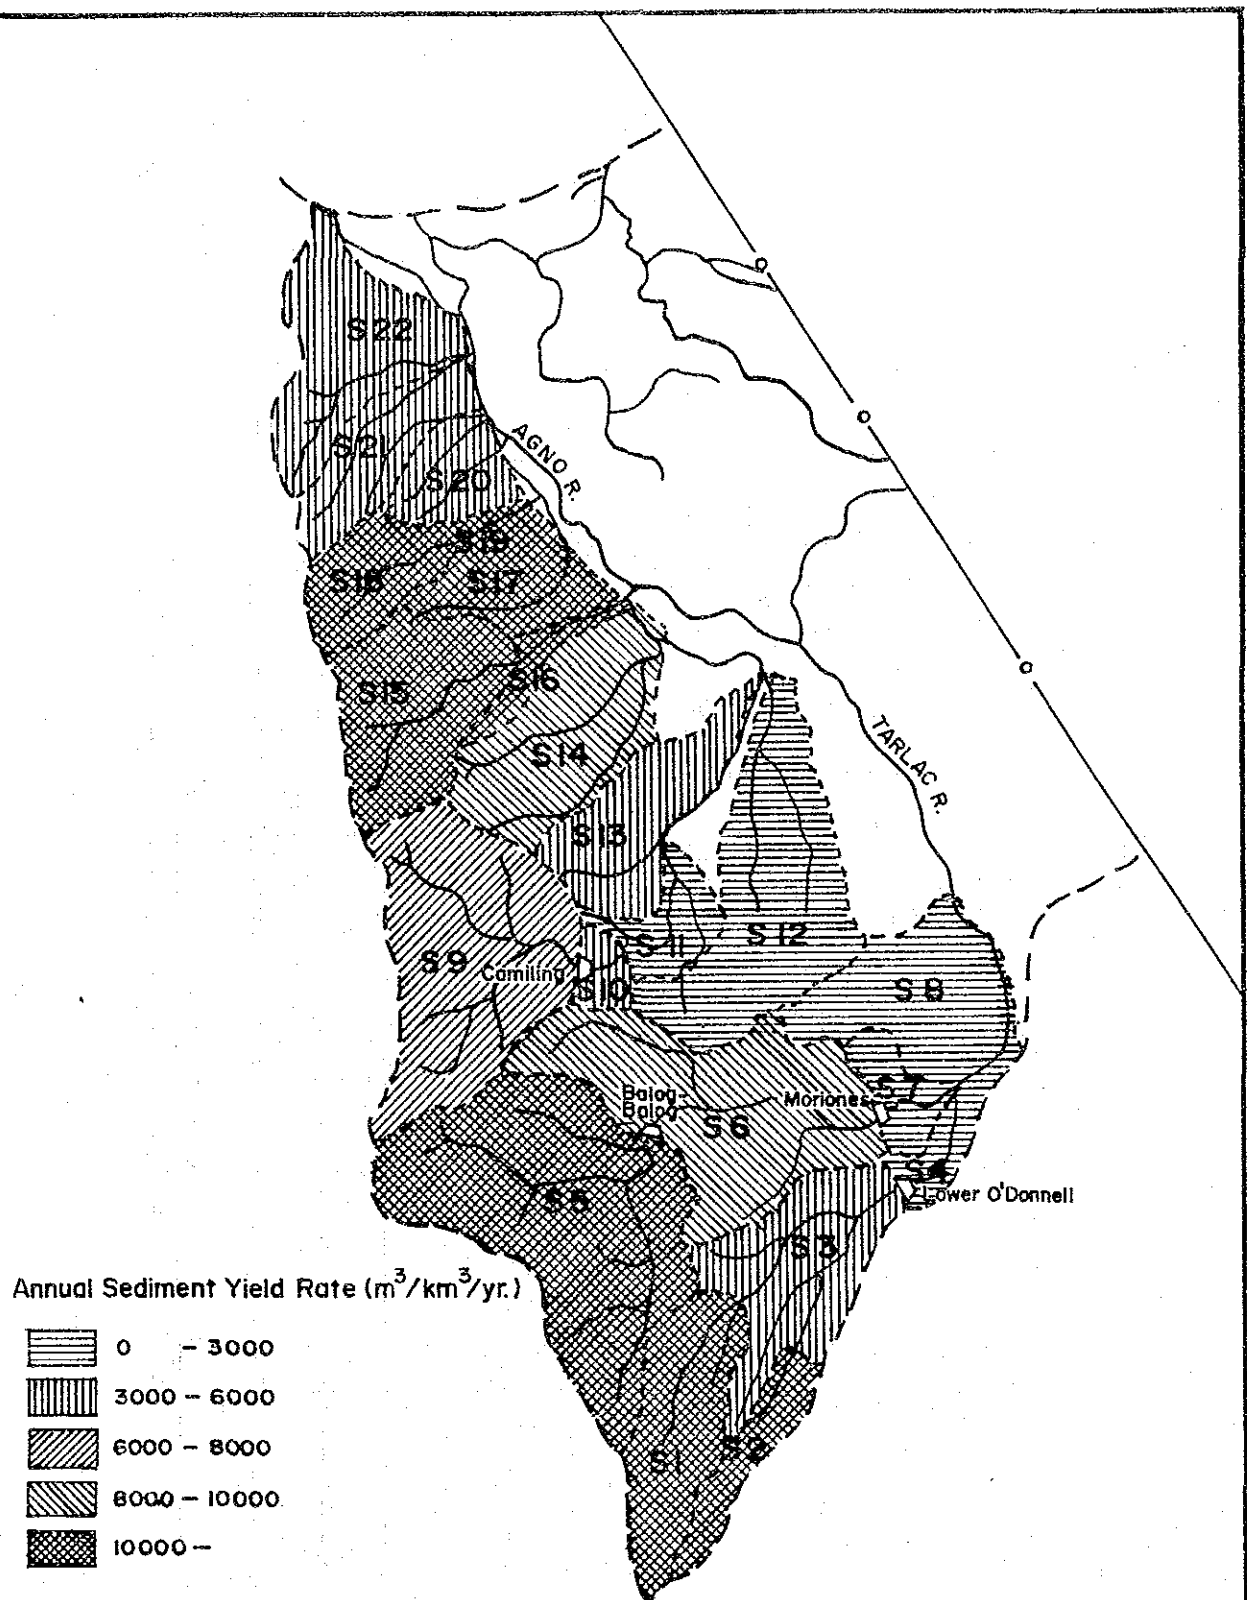 S22
S21
AGNO R.
S20
S19
S18
S17
S16
S15
TARLAC R.
S14
S13
S11
S12
S9
Camiling
S10
S8
Balog-
Balog
Moriones
S7
S6
S4
Lower O'Donnell
S5
S3
Annual Sediment Yield Rate (m³/km³/yr.)
0 - 3000
3000 - 6000
6000 - 8000
8000 - 10000
10000 -
S2
S1